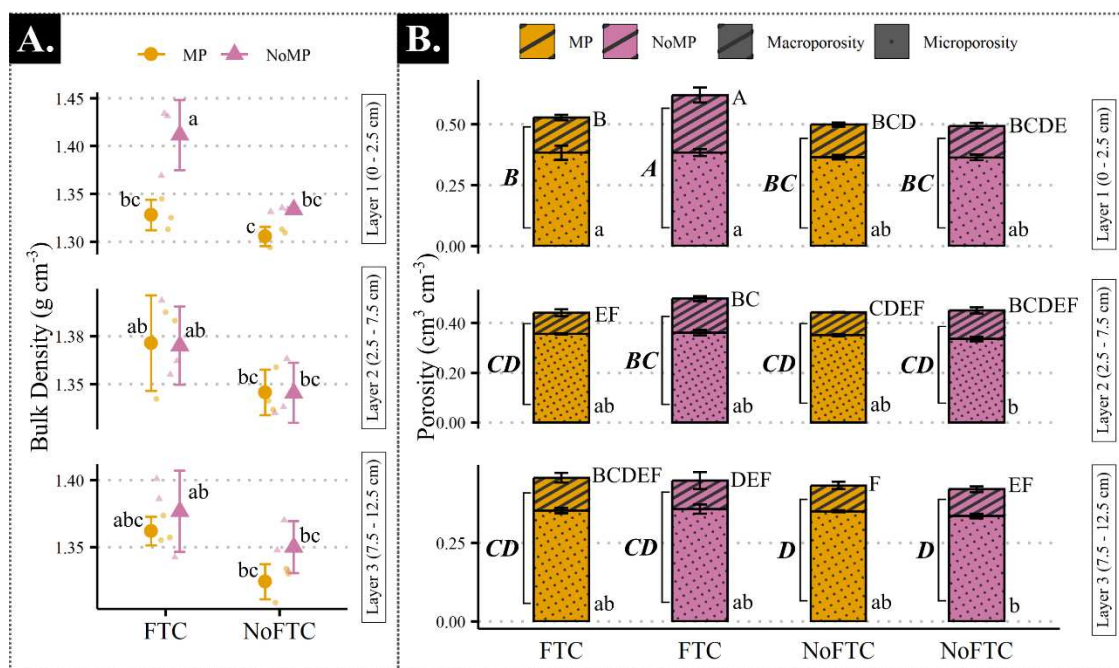 A.
MP NoMP
Bulk Density (g cm⁻³)
1.45
1.40
1.35
1.30
bc
a
c
bc
Layer 1 (0 - 2.5 cm)
1.38
1.35
ab
ab
bc
bc
Layer 2 (2.5 - 7.5 cm)
1.40
1.35
abc
ab
bc
bc
Layer 3 (7.5 - 12.5 cm)
FTC NoFTC
B.
MP NoMP Macroporosity Microporosity
Porosity (cm³ cm⁻³)
0.50
0.25
0.00
B A BCD BCDE
B A BC BC
a a ab ab
Layer 1 (0 - 2.5 cm)
0.40
0.20
0.00
EF BC CDEF BCDEF
CD BC CD CD
ab ab ab b
Layer 2 (2.5 - 7.5 cm)
0.25
0.00
BCDEF DEF F EF
CD CD D D
ab ab ab b
Layer 3 (7.5 - 12.5 cm)
FTC FTC NoFTC NoFTC